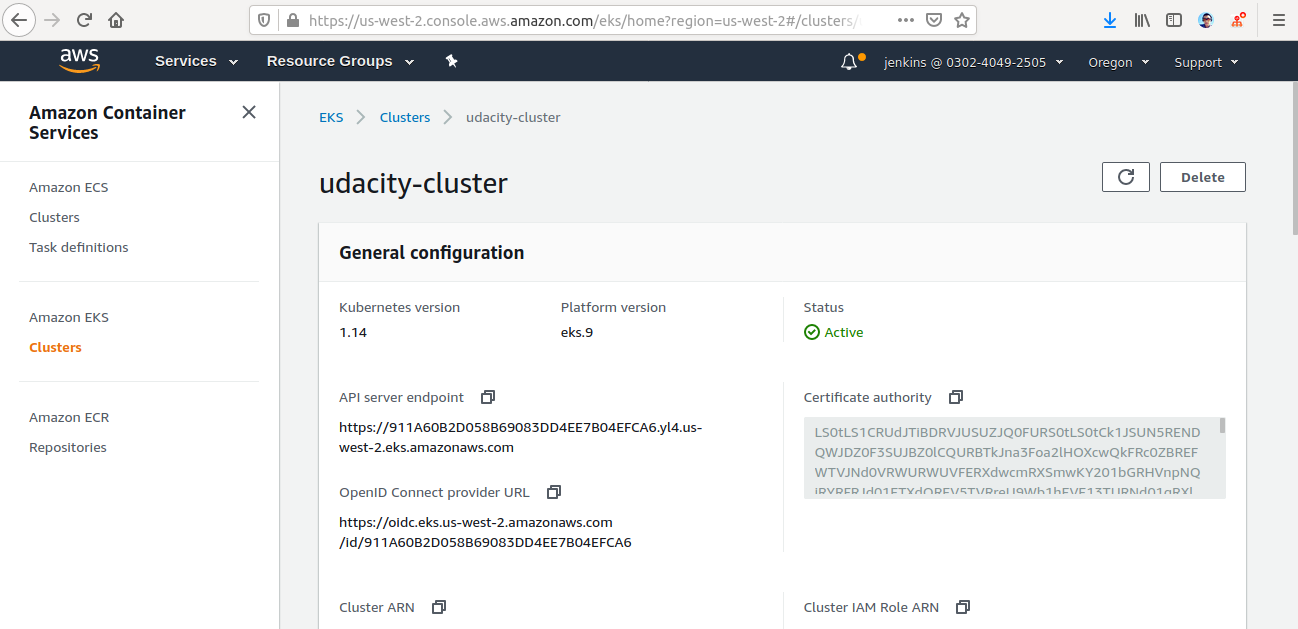 https://us-west-2.console.aws.amazon.com/eks/home?region=us-west-2#/clusters/
aws
Services
Resource Groups
jenkins @ 0302-4049-2505
Oregon
Support
Amazon Container
Services
Amazon ECS
Clusters
Task definitions
Amazon EKS
Clusters
Amazon ECR
Repositories
EKS
Clusters
udacity-cluster
udacity-cluster
Delete
General configuration
Kubernetes version
1.14
Platform version
eks.9
Status
Active
API server endpoint
https://911A60B2D058B69083DD4EE7B04EFCA6.yl4.us-
west-2.eks.amazonaws.com
OpenID Connect provider URL
https://oidc.eks.us-west-2.amazonaws.com
/id/911A60B2D058B69083DD4EE7B04EFCA6
Certificate authority
LS0tLS1CRUdJTiBDRVJUSUZJQ0FURS0tLS0tCk1JSUN5REND
QWJDZ0F3SUJBZ0lCQURBTkJna3Foa2lHOXcwQkFRc0ZBREF
WTVJNd0VRWURWUVFERXdwcmRXSmwKY201bGRHVnpNQ
Cluster ARN
Cluster IAM Role ARN